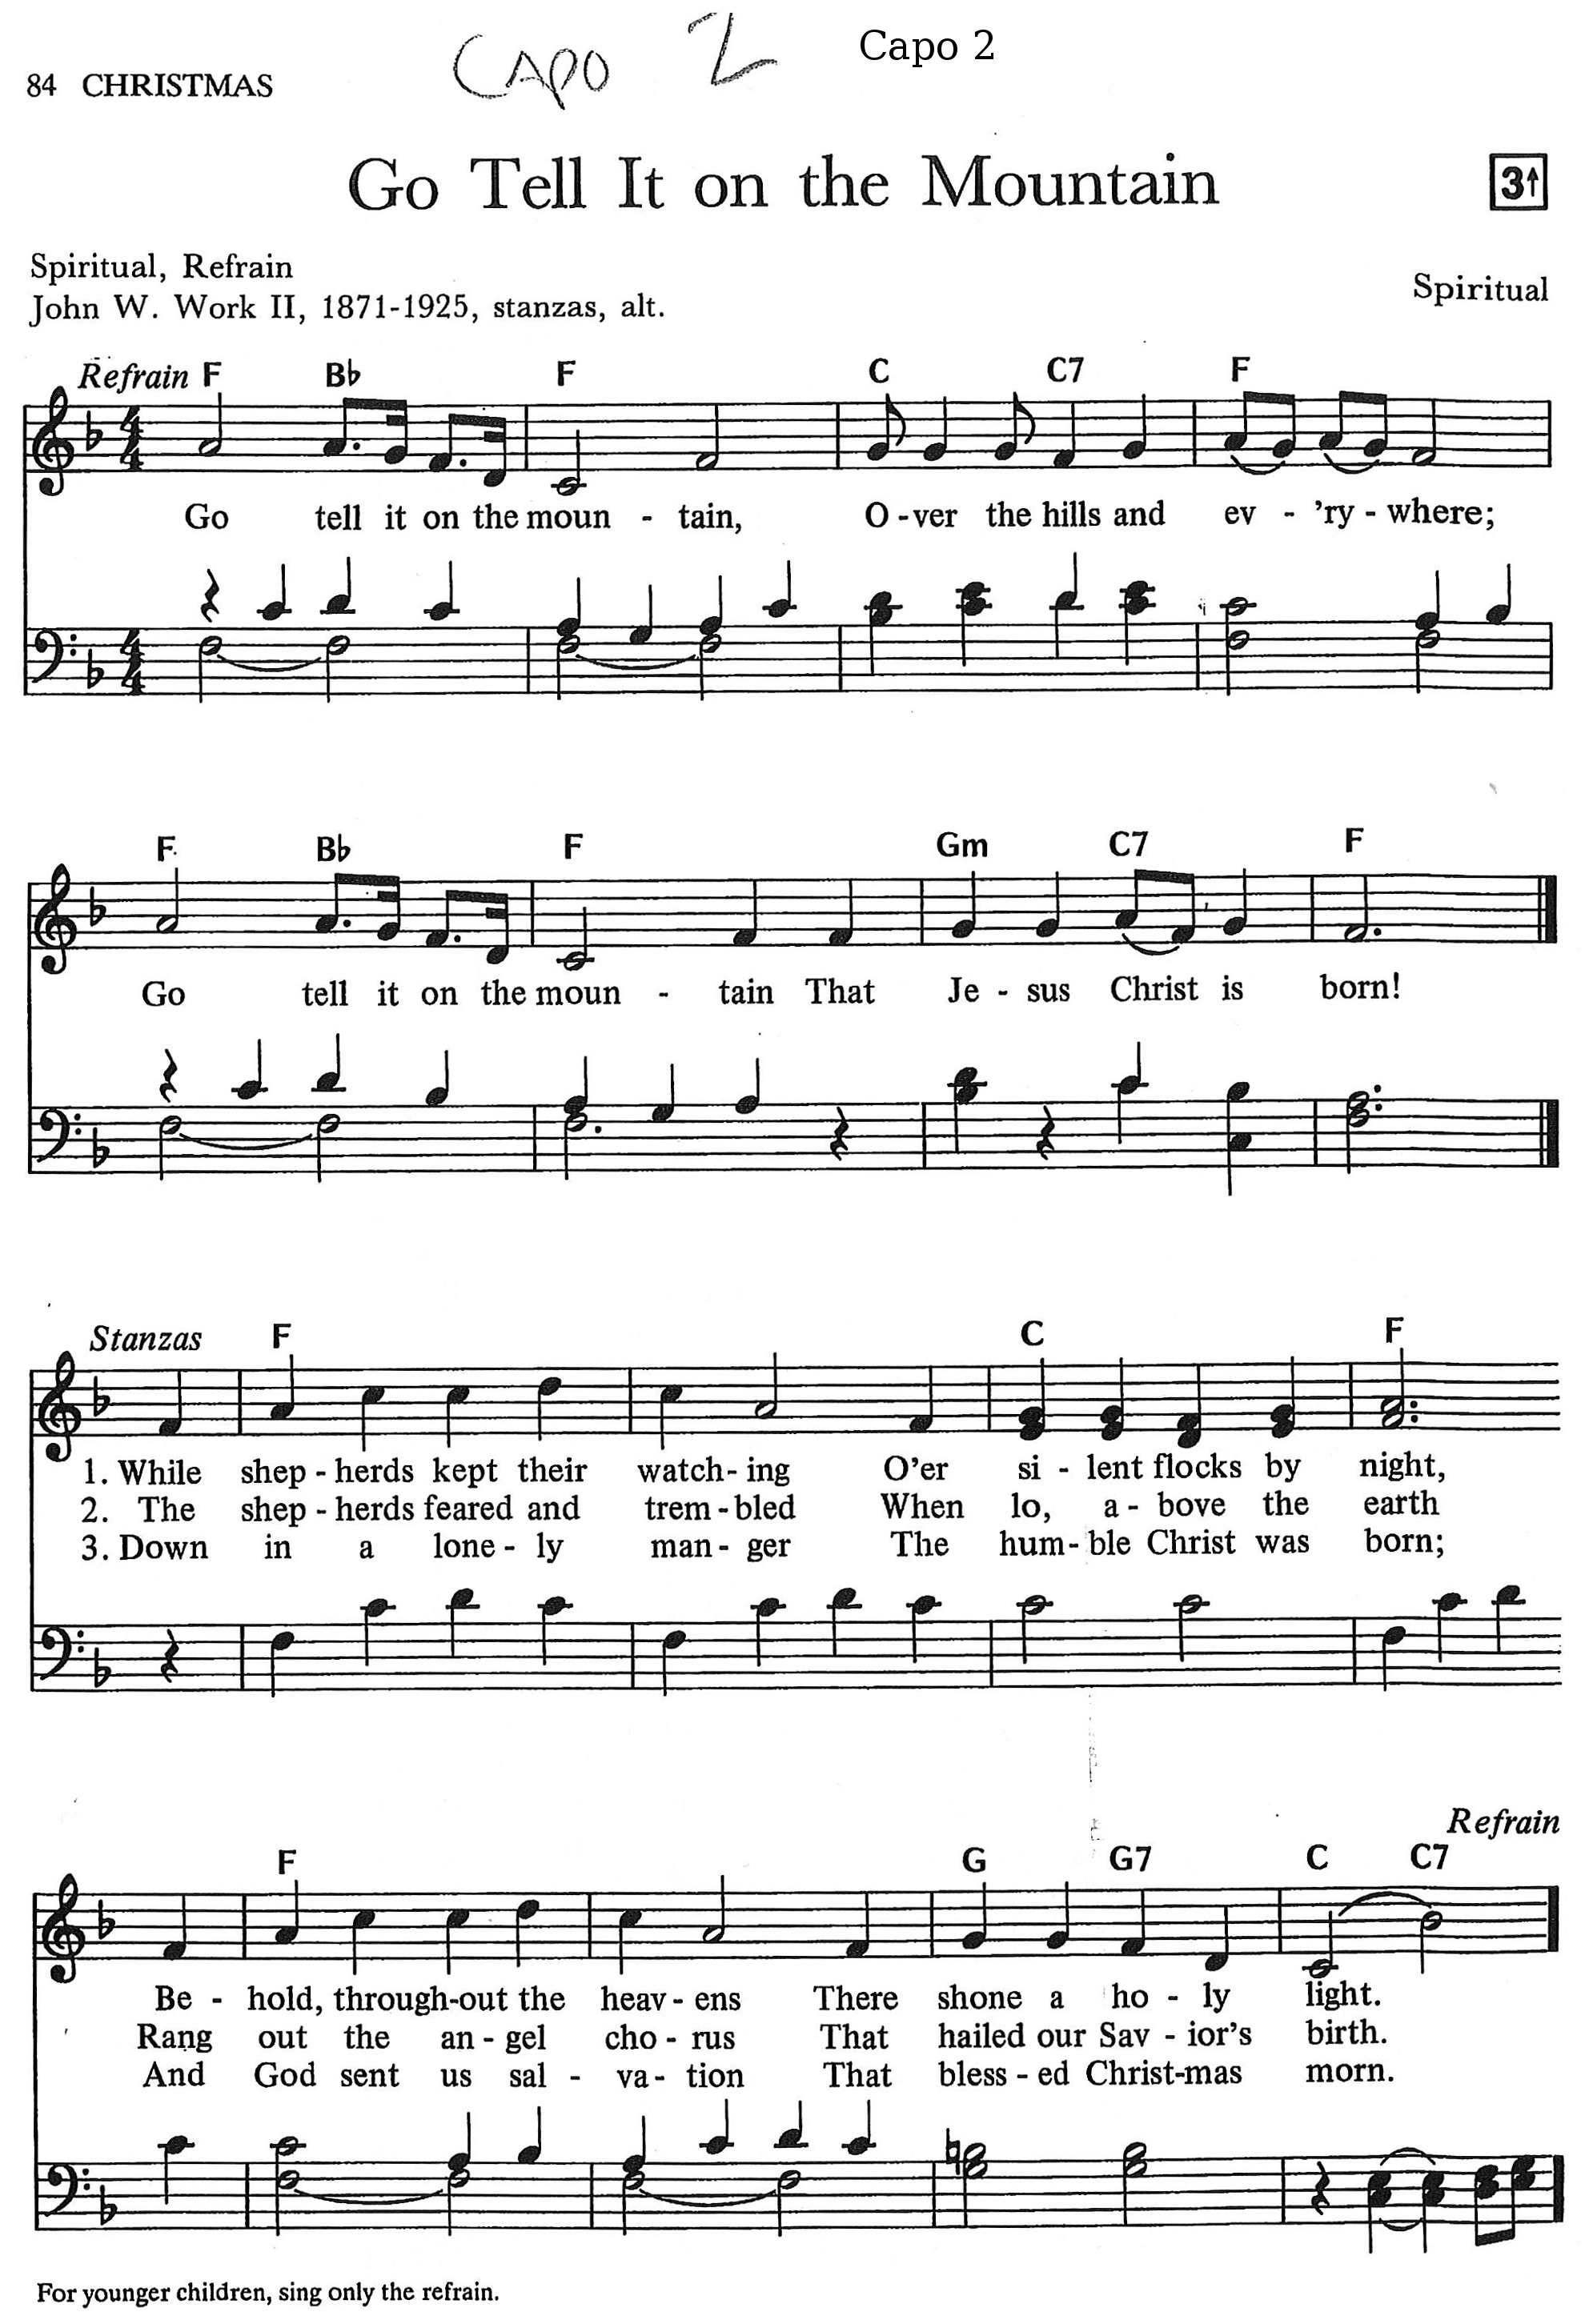 CAPO 2 Capo 2
84 CHRISTMAS
Go Tell It on the Mountain
3↑
Spiritual, Refrain
John W. Work II, 1871-1925, stanzas, alt.
Spiritual
Refrain F B♭ F C C7 F
4 4
Go tell it on the moun - tain, O - ver the hills and ev - 'ry - where;
4 4
F B♭ F Gm C7 F
Go tell it on the moun - tain That Je - sus Christ is born!
Stanzas F C F
1. While shep - herds kept their watch- ing O'er si - lent flocks by night,
2. The shep - herds feared and trem - bled When lo, a - bove the earth
3. Down in a lone - ly man - ger The hum- ble Christ was born;
Refrain
F G G7 C C7
Be - hold, through-out the heav - ens There shone a ho - ly light.
Rang out the an - gel cho - rus That hailed our Sav - ior's birth.
And God sent us sal - va - tion That bless - ed Christ-mas morn.
For younger children, sing only the refrain.